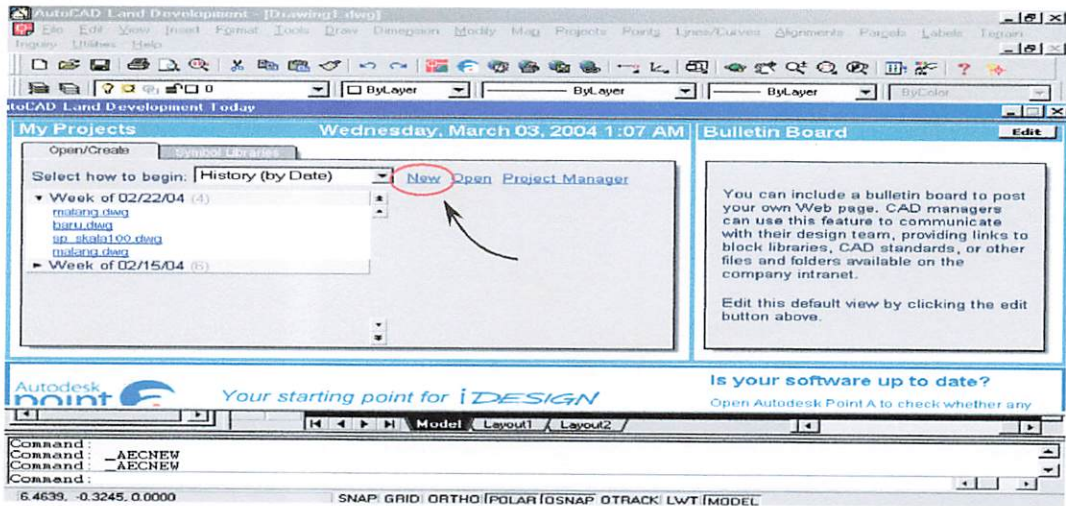 AutoCAD Land Development - [Drawing1.dwg]
File Edit View Insert Format Tools Draw Dimension Modify Map Projects Points Lines/Curves Alignments Parcels Labels Terrain
Inquiry Utilities Help
0 ByLayer ByLayer ByLayer ByColor
toCAD Land Development Today
My Projects Wednesday, March 03, 2004 1:07 AM
Open/Create Symbol Libraries
Select how to begin: History (by Date) New Open Project Manager
Week of 02/22/04 (4)
malang.dwg
baru.dwg
sp_skala100.dwg
malang.dwg
Week of 02/15/04 (6)
Bulletin Board Edit
You can include a bulletin board to post
your own Web page. CAD managers
can use this feature to communicate
with their design team, providing links to
block libraries, CAD standards, or other
files and folders available on the
company intranet.
Edit this default view by clicking the edit
button above.
Autodesk
point
Your starting point for iDESIGN
Is your software up to date?
Open Autodesk Point A to check whether any
Model Layout1 Layout2
Command:
Command: _AECNEW
Command: _AECNEW
Command:
6.4639, -0.3245, 0.0000 SNAP GRID ORTHO POLAR OSNAP OTRACK LWT MODEL